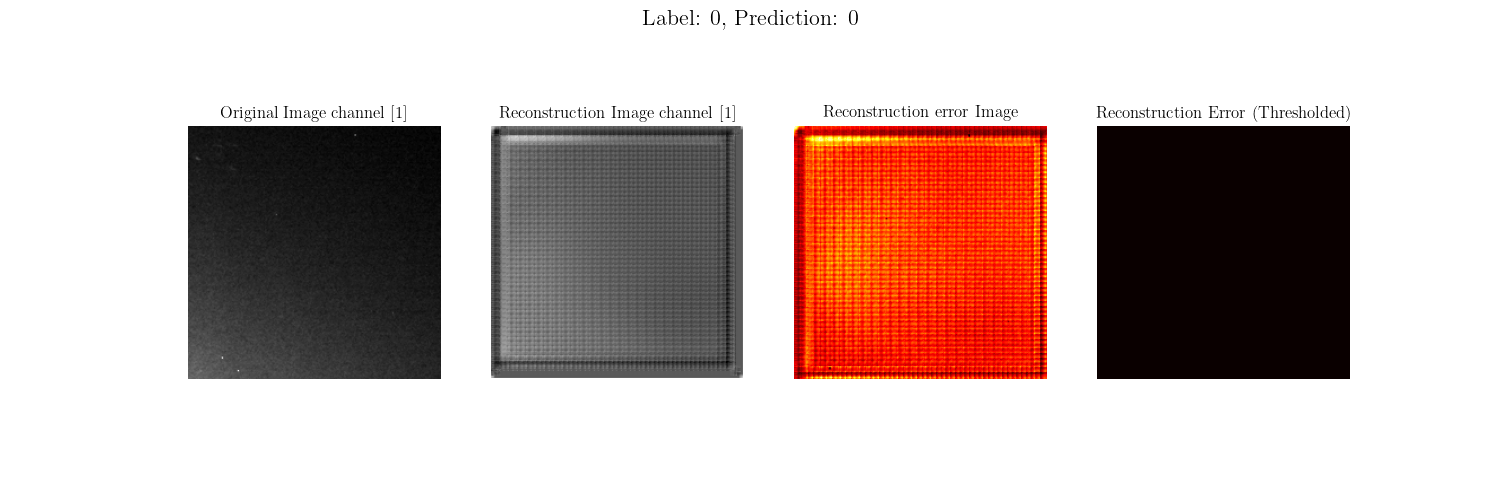 Label: 0, Prediction: 0
Original Image channel [1]
Reconstruction Image channel [1]
Reconstruction error Image
Reconstruction Error (Thresholded)